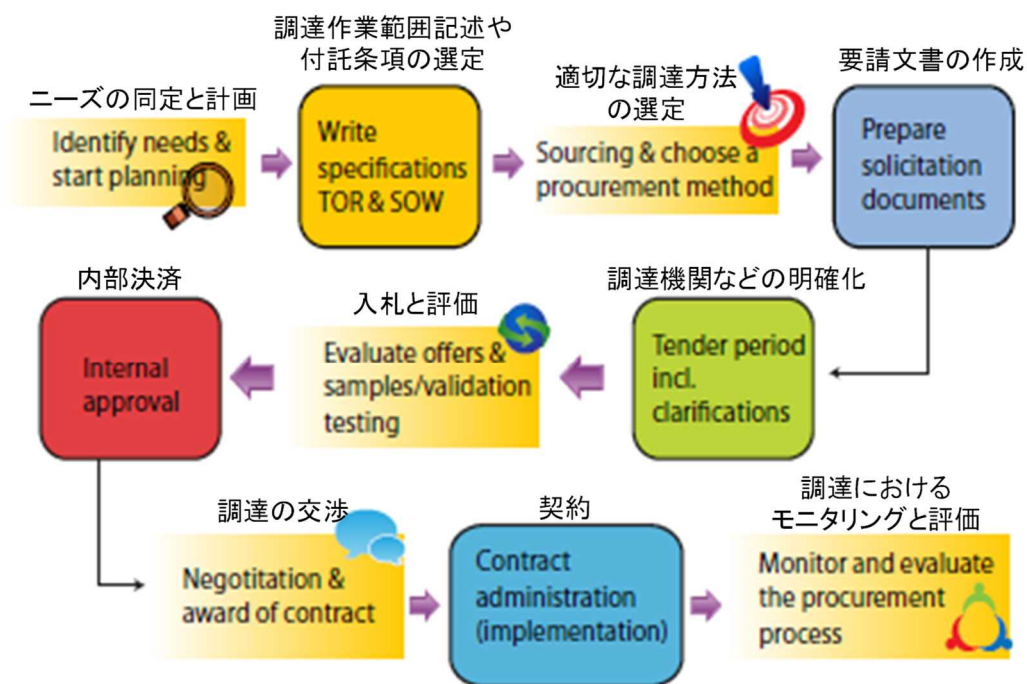 ニーズの同定と計画
Identify needs &
start planning
調達作業範囲記述や
付託条項の選定
Write
specifications
TOR & SOW
適切な調達方法
の選定
Sourcing & choose a
procurement method
要請文書の作成
Prepare
solicitation
documents
調達機関などの明確化
Tender period
incl.
clarifications
入札と評価
Evaluate offers &
samples/validation
testing
内部決済
Internal
approval
調達の交渉
Negotitation &
award of contract
契約
Contract
administration
(implementation)
調達における
モニタリングと評価
Monitor and evaluate
the procurement
process